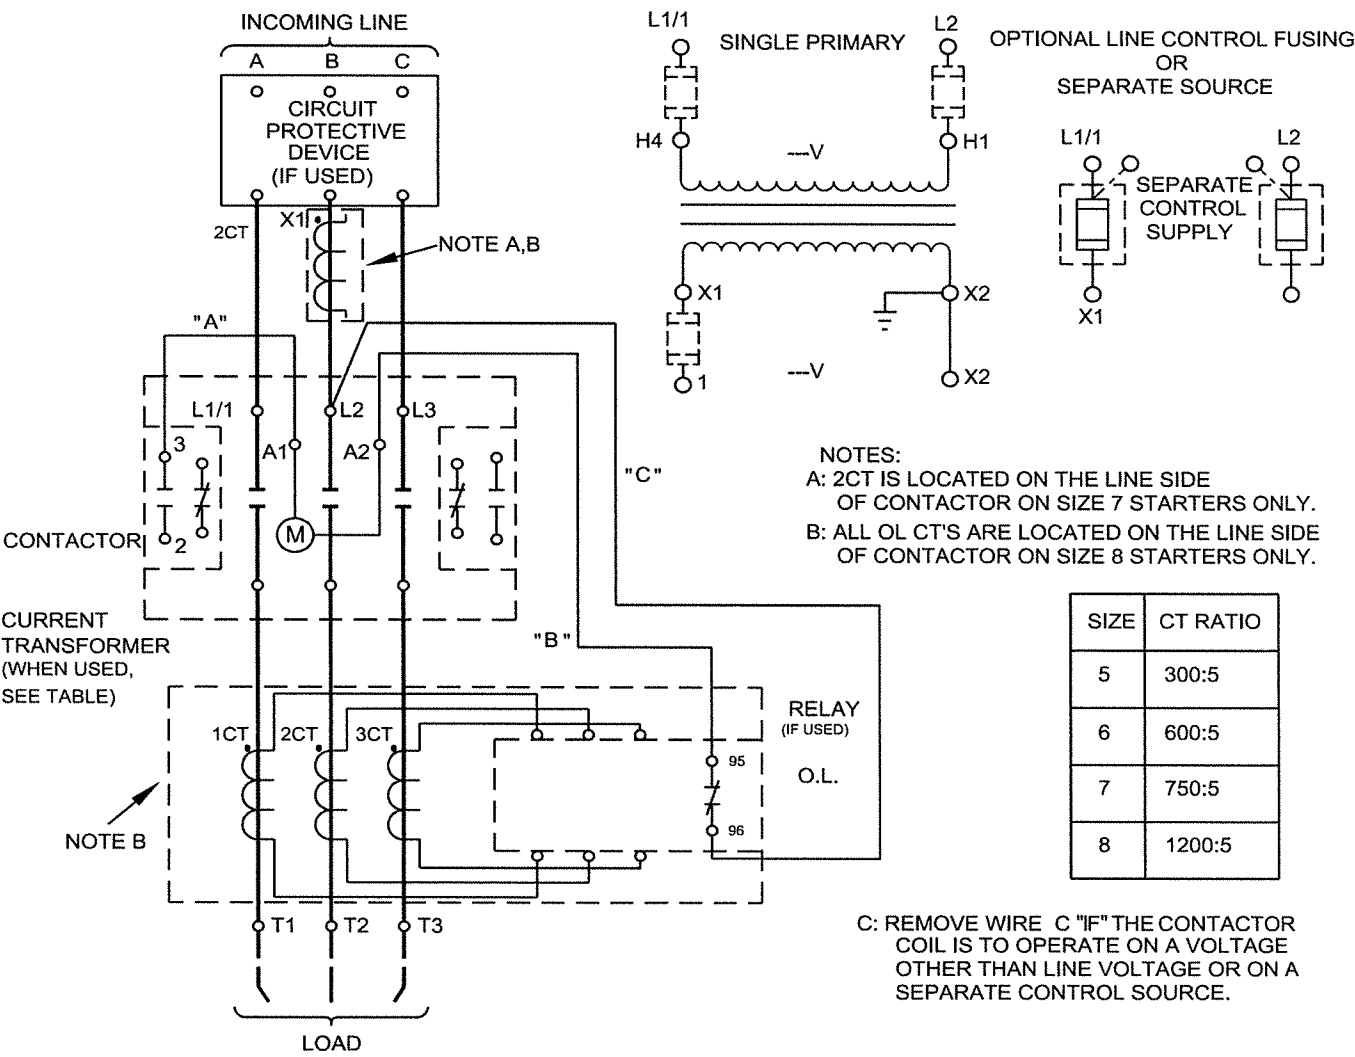 INCOMING LINE
A B C
CIRCUIT
PROTECTIVE
DEVICE
(IF USED)
2CT
X1
NOTE A,B
"A"
L1/1
L2
L3
3
A1
A2
2
M
CONTACTOR
"C"
"B"
CURRENT
TRANSFORMER
(WHEN USED,
SEE TABLE)
1CT
2CT
3CT
RELAY
(IF USED)
O.L.
95
96
NOTE B
T1
T2
T3
LOAD
L1/1
SINGLE PRIMARY
L2
H4
H1
---V
X1
X2
---V
1
X2
OPTIONAL LINE CONTROL FUSING
OR
SEPARATE SOURCE
L1/1
L2
SEPARATE
CONTROL
SUPPLY
X1
NOTES:
A: 2CT IS LOCATED ON THE LINE SIDE
OF CONTACTOR ON SIZE 7 STARTERS ONLY.
B: ALL OL CT'S ARE LOCATED ON THE LINE SIDE
OF CONTACTOR ON SIZE 8 STARTERS ONLY.
SIZE CT RATIO
5 300:5
6 600:5
7 750:5
8 1200:5
C: REMOVE WIRE C "IF" THE CONTACTOR
COIL IS TO OPERATE ON A VOLTAGE
OTHER THAN LINE VOLTAGE OR ON A
SEPARATE CONTROL SOURCE.